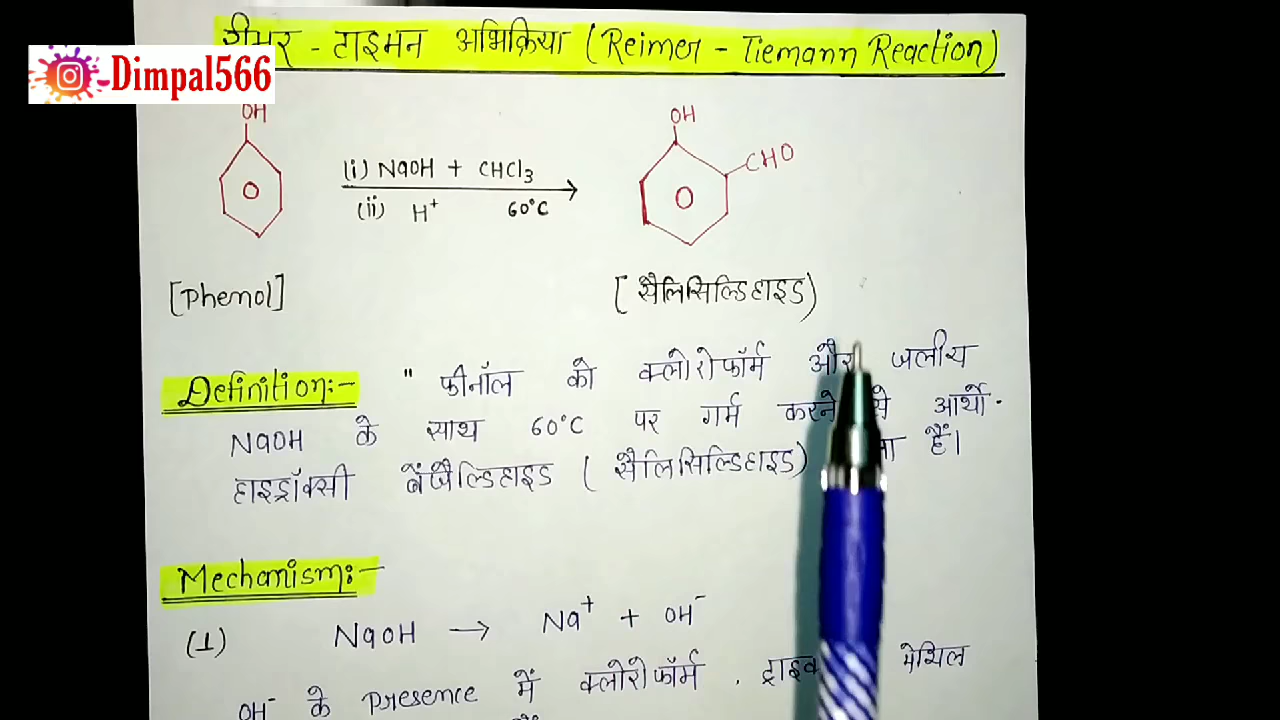 रीमर - टाइमन अभिक्रिया (Reimer - Tiemann Reaction)
Dimpal566
OH
OH
CHO
(i) NaOH + CHCl3
(ii) H+ 60°C
[Phenol]
[सैलिसिल्डिहाइड)
Definition:- " फीनॉल को क्लोरोफॉर्म और जलीय
NaOH के साथ 60°C पर गर्म करने से आर्थो-
हाइड्रॉक्सी बेंजैल्डिहाइड (सैलिसिल्डिहाइड) हैं।
Mechanism:-
(1) NaOH → Na+ + OH-
OH- के presence में क्लोरोफॉर्म, मेथिल